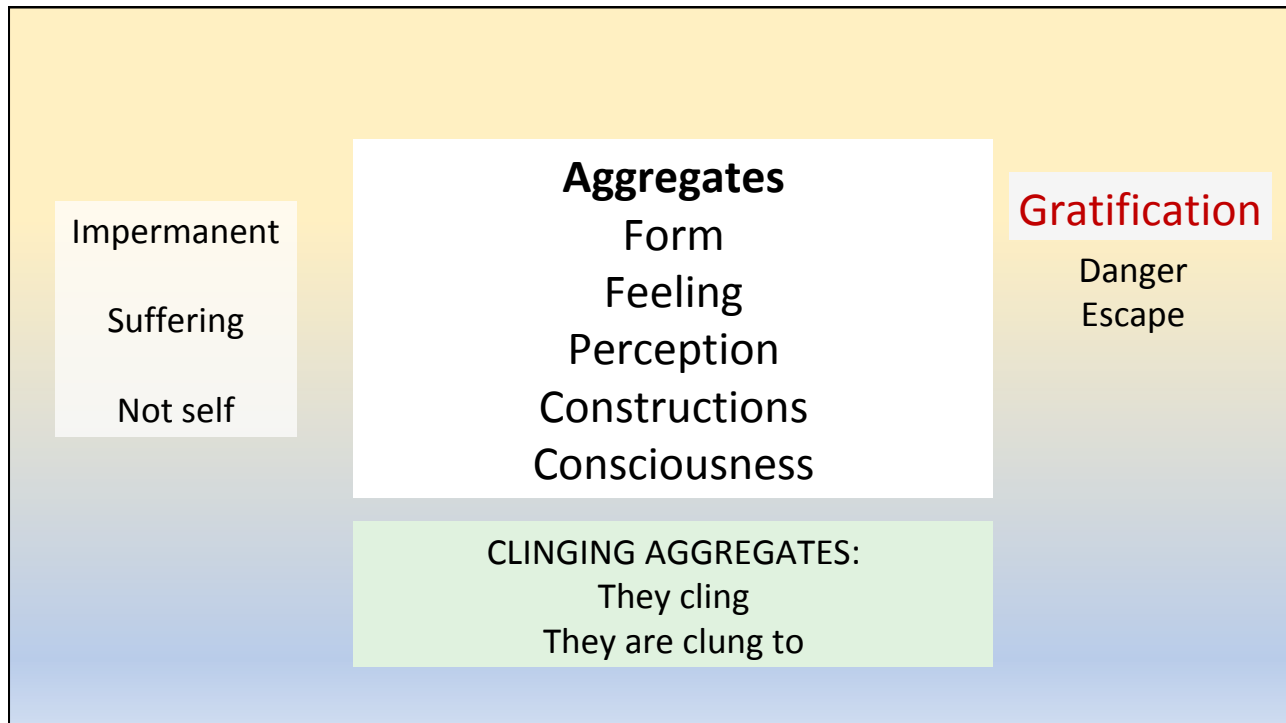 Impermanent
Suffering
Not self
Aggregates
Form
Feeling
Perception
Constructions
Consciousness
CLINGING AGGREGATES:
They cling
They are clung to
Gratification
Danger
Escape